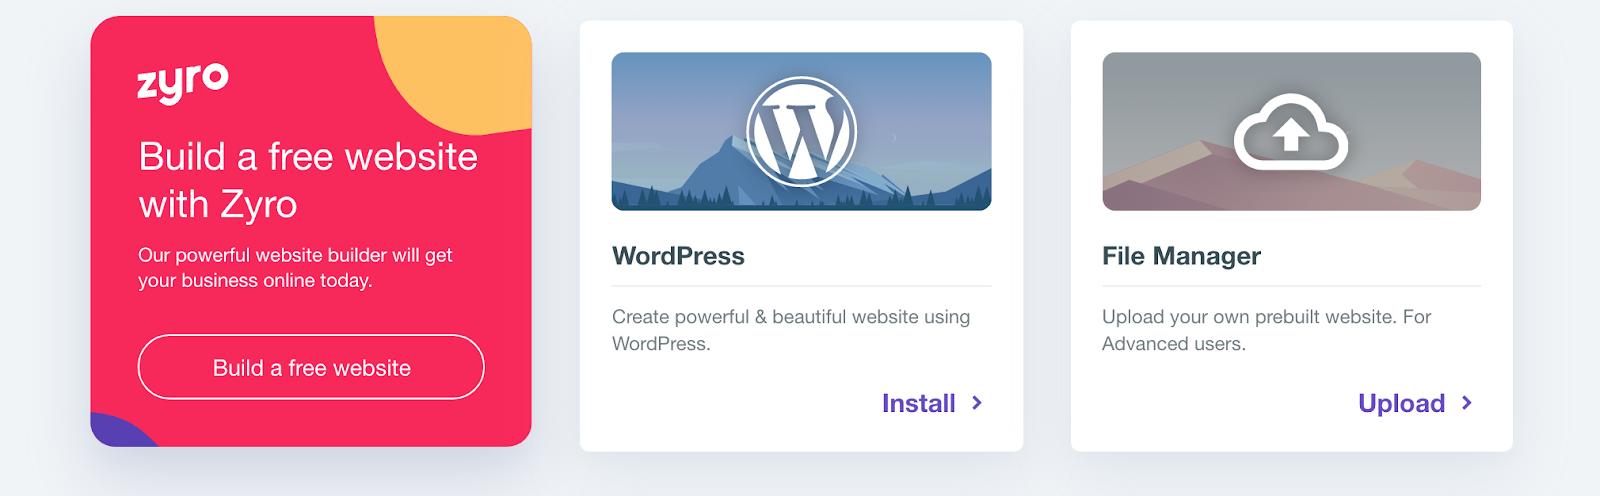 zyro
Build a free website
with Zyro
Our powerful website builder will get
your business online today.
Build a free website
W
WordPress
Create powerful & beautiful website using
WordPress.
Install
File Manager
Upload your own prebuilt website. For
Advanced users.
Upload